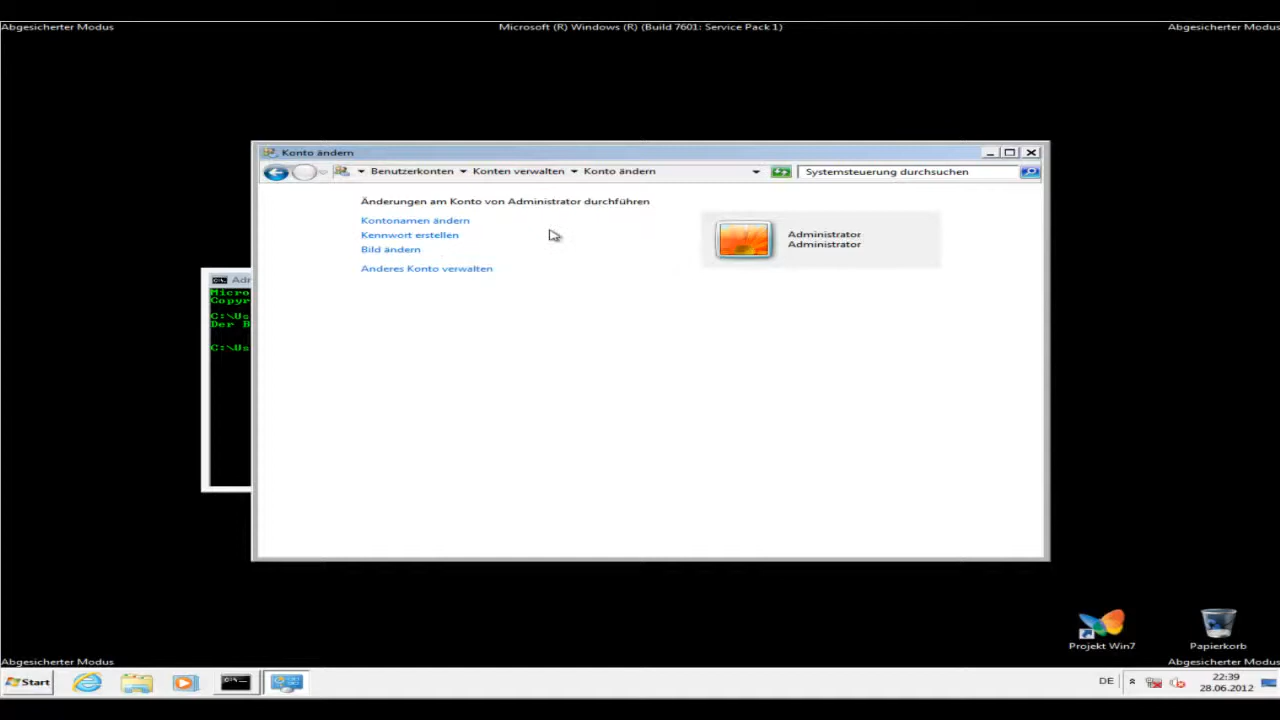 Abgesicherter Modus
Microsoft (R) Windows (R) (Build 7601: Service Pack 1)
Abgesicherter Modus
Konto ändern
Benutzerkonten
Konten verwalten
Konto ändern
Systemsteuerung durchsuchen
Änderungen am Konto von Administrator durchführen
Kontonamen ändern
Kennwort erstellen
Bild ändern
Anderes Konto verwalten
Administrator
Administrator
C:\
Der
Projekt Win7
Papierkorb
Abgesicherter Modus
Abgesicherter Modus
Start
DE
22:39
28.06.2012